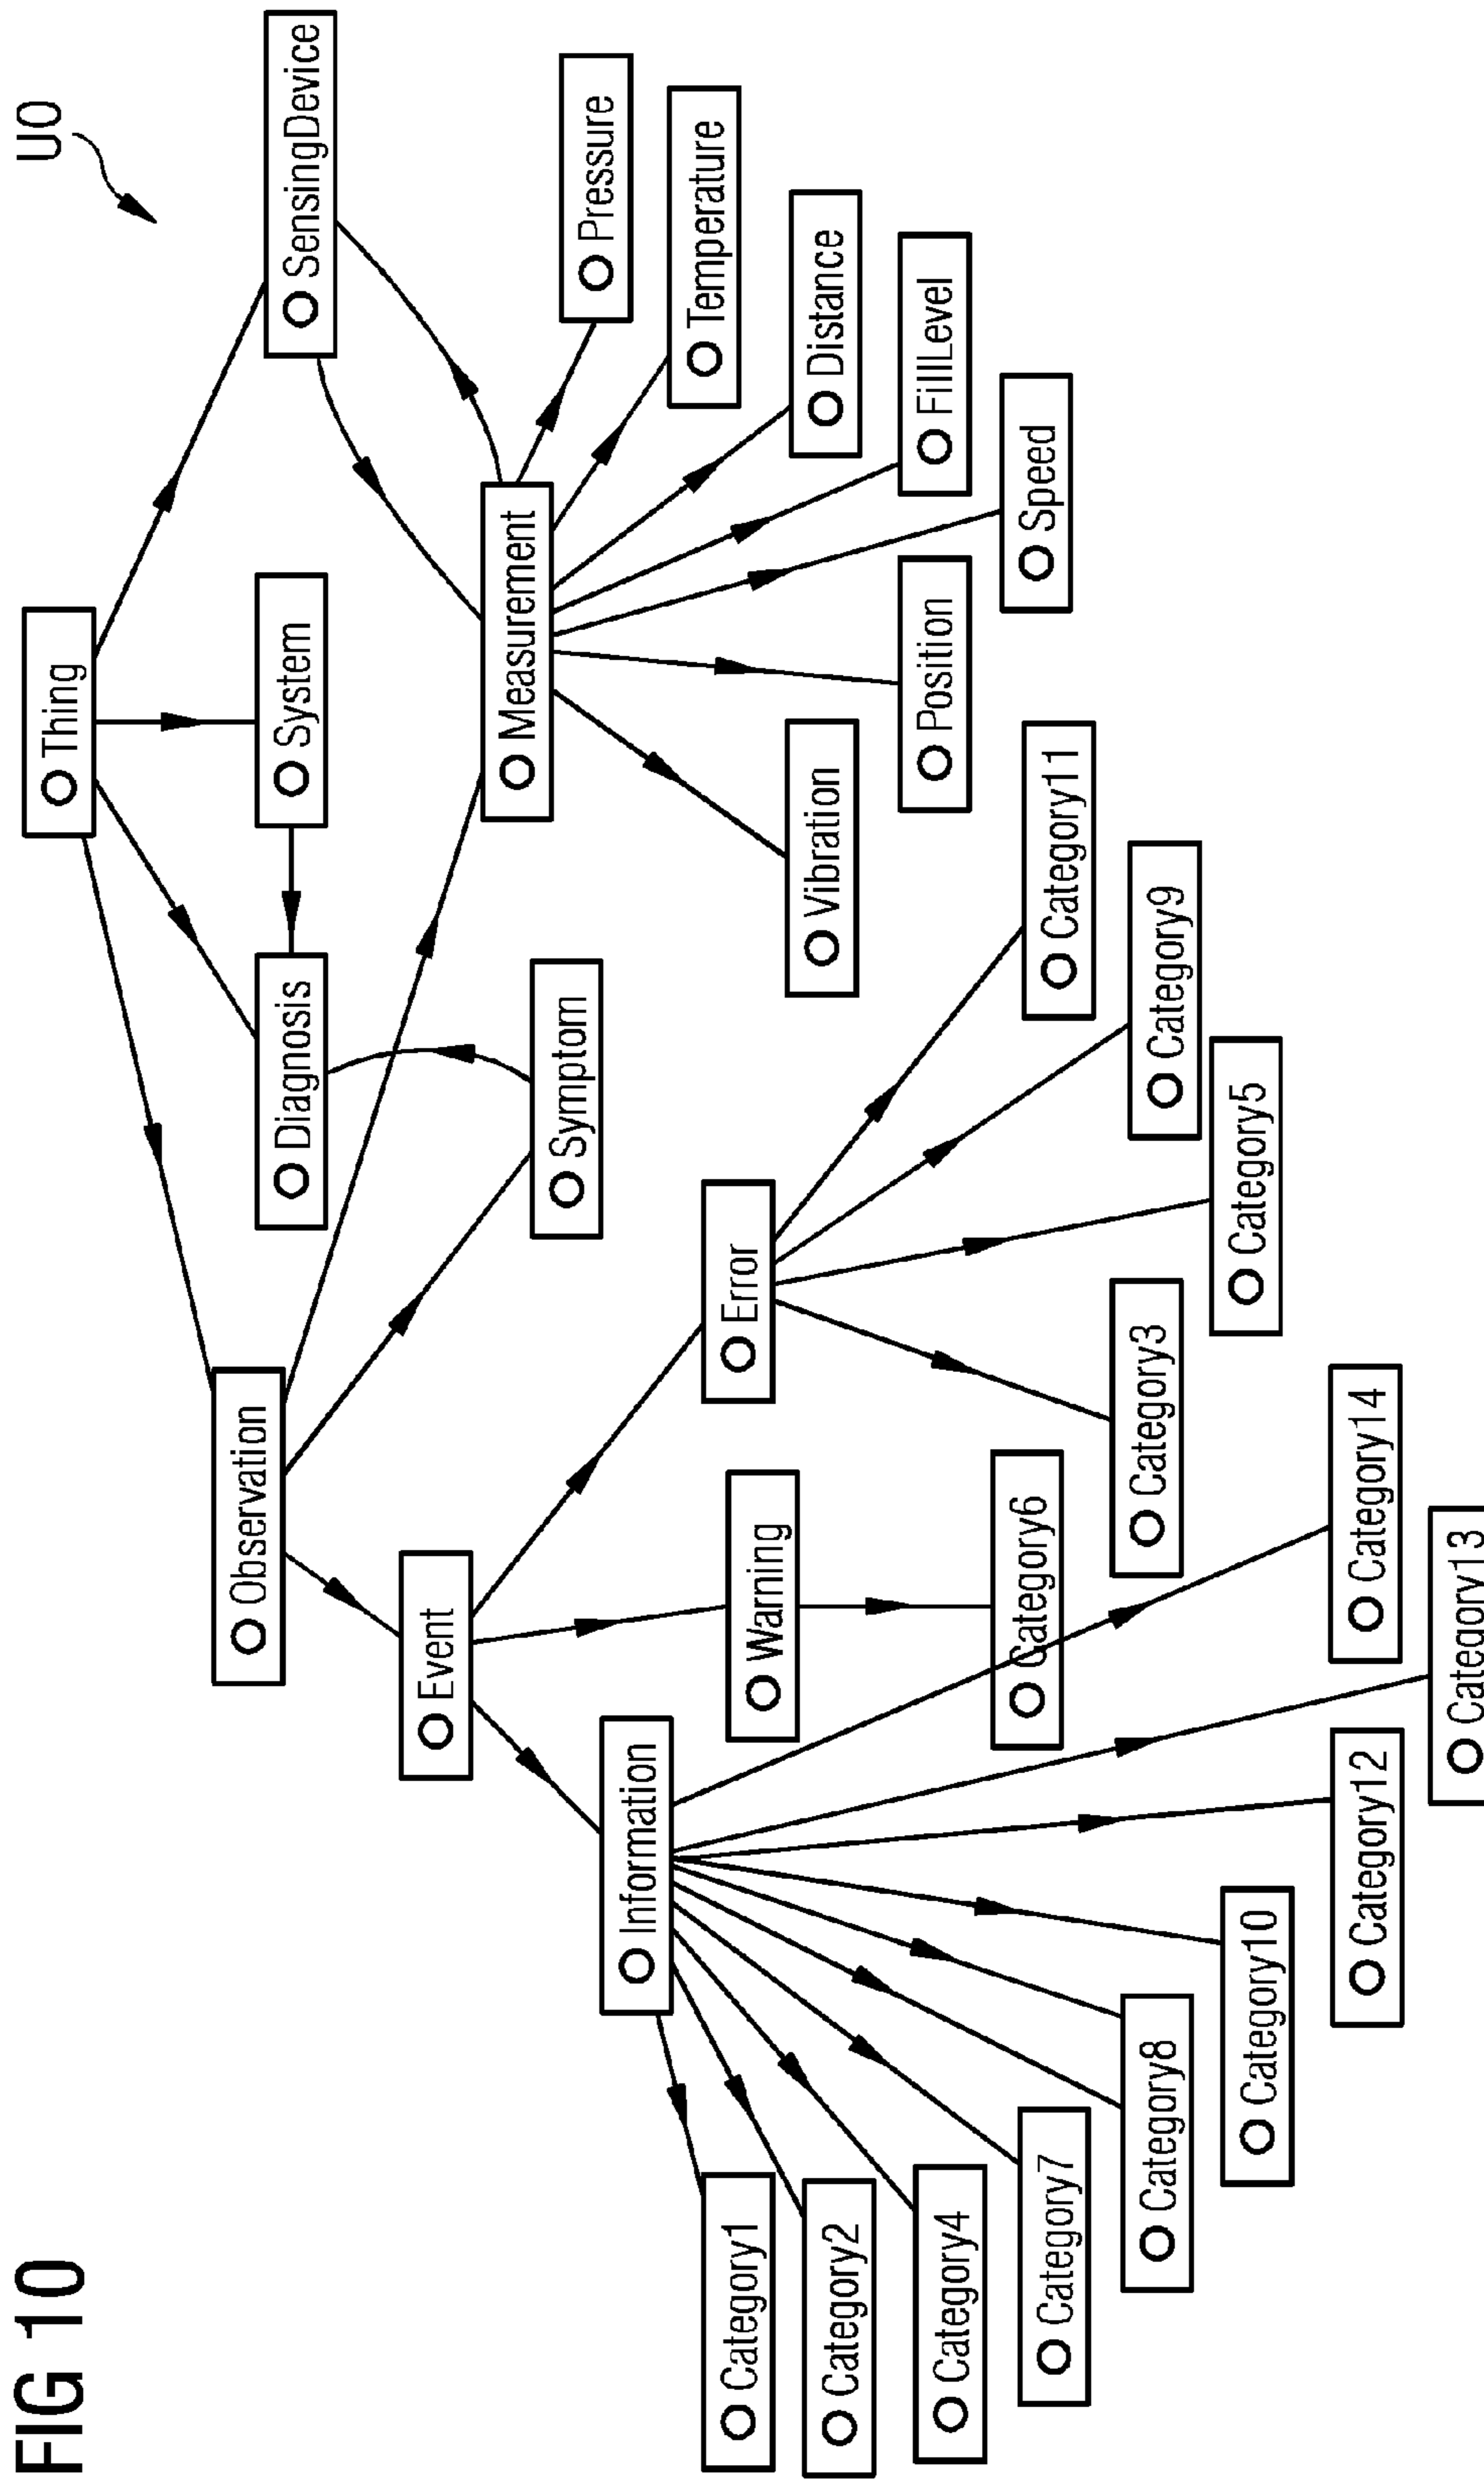 FIG 10
UO
Thing
Observation
Diagnosis
System
SensingDevice
Event
Symptom
Measurement
Pressure
Information
Temperature
Category1
Warning
Error
Vibration
Distance
Category2
Category4
Position
FillLevel
Category6
Speed
Category7
Category11
Category3
Category8
Category9
Category10
Category5
Category12
Category14
Category13